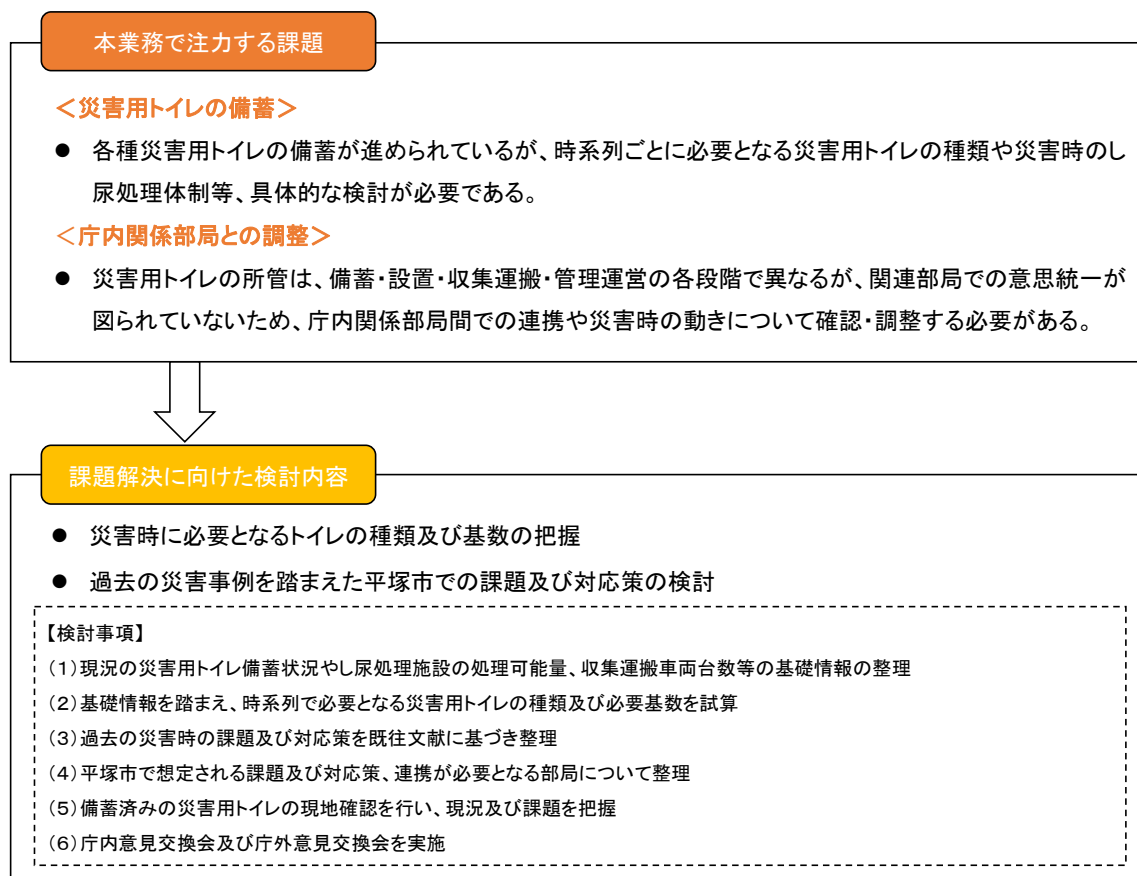 本業務で注力する課題
＜災害用トイレの備蓄＞
● 各種災害用トイレの備蓄が進められているが、時系列ごとに必要となる災害用トイレの種類や災害時のし
尿処理体制等、具体的な検討が必要である。
＜庁内関係部局との調整＞
● 災害用トイレの所管は、備蓄・設置・収集運搬・管理運営の各段階で異なるが、関連部局での意思統一が
図られていないため、庁内関係部局間での連携や災害時の動きについて確認・調整する必要がある。
課題解決に向けた検討内容
● 災害時に必要となるトイレの種類及び基数の把握
● 過去の災害事例を踏まえた平塚市での課題及び対応策の検討
【検討事項】
（1）現況の災害用トイレ備蓄状況やし尿処理施設の処理可能量、収集運搬車両台数等の基礎情報の整理
（2）基礎情報を踏まえ、時系列で必要となる災害用トイレの種類及び必要基数を試算
（3）過去の災害時の課題及び対応策を既往文献に基づき整理
（4）平塚市で想定される課題及び対応策、連携が必要となる部局について整理
（5）備蓄済みの災害用トイレの現地確認を行い、現況及び課題を把握
（6）庁内意見交換会及び庁外意見交換会を実施